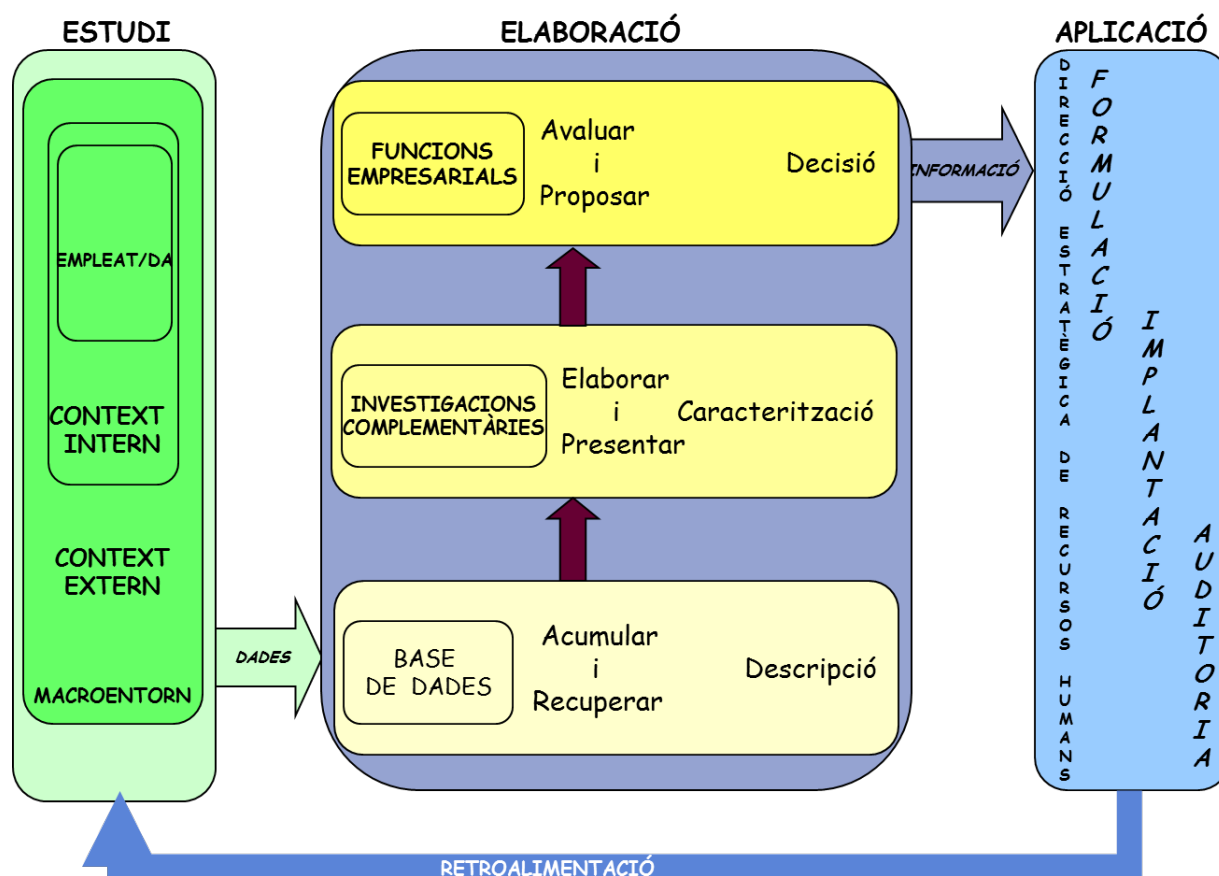 ESTUDI
ELABORACIÓ
APLICACIÓ
EMPLEAT/DA
CONTEXT
INTERN
CONTEXT
EXTERN
MACROENTORN
DADES
FUNCIONS
EMPRESARIALS
Avaluar
i
Proposar
Decisió
INVESTIGACIONS
COMPLEMENTÀRIES
Elaborar
i
Presentar
Caracterització
BASE
DE DADES
Acumular
i
Recuperar
Descripció
INFORMACIÓ
DIRECCIÓ ESTRATÈGICA DE RECURSOS HUMANS
FORMULACIÓ
IMPLANTACIÓ
AUDITORIA
RETROALIMENTACIÓ